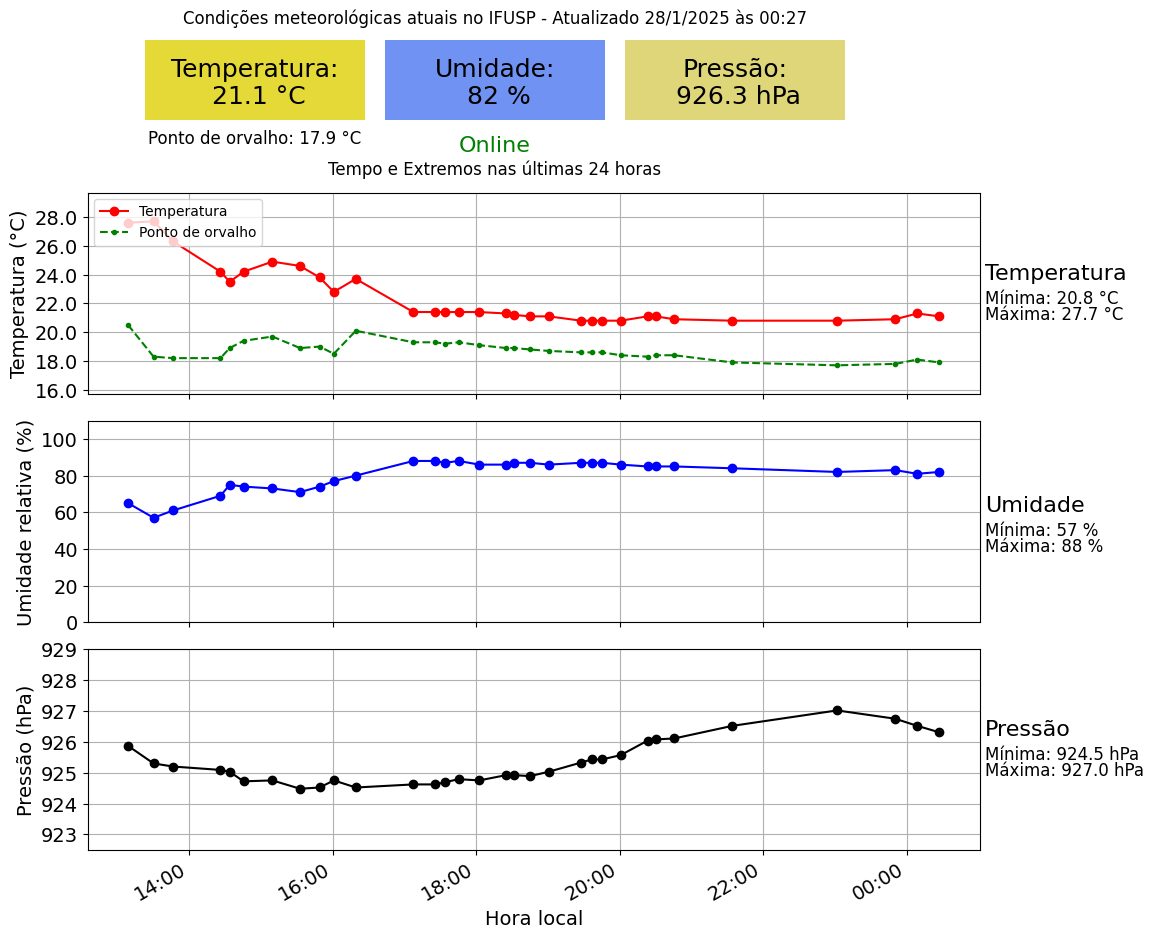 Condições meteorológicas atuais no IFUSP - Atualizado 28/1/2025 às 00:27
Temperatura:
21.1 °C
Umidade:
82 %
Pressão:
926.3 hPa
Ponto de orvalho: 17.9 °C
Online
Tempo e Extremos nas últimas 24 horas
Temperatura (°C)
28.0
26.0
24.0
22.0
20.0
18.0
16.0
Temperatura
Ponto de orvalho
Temperatura
Mínima: 20.8 °C
Máxima: 27.7 °C
Umidade relativa (%)
100
80
60
40
20
0
Umidade
Mínima: 57 %
Máxima: 88 %
Pressão (hPa)
929
928
927
926
925
924
923
Pressão
Mínima: 924.5 hPa
Máxima: 927.0 hPa
14:00
16:00
18:00
20:00
22:00
00:00
Hora local